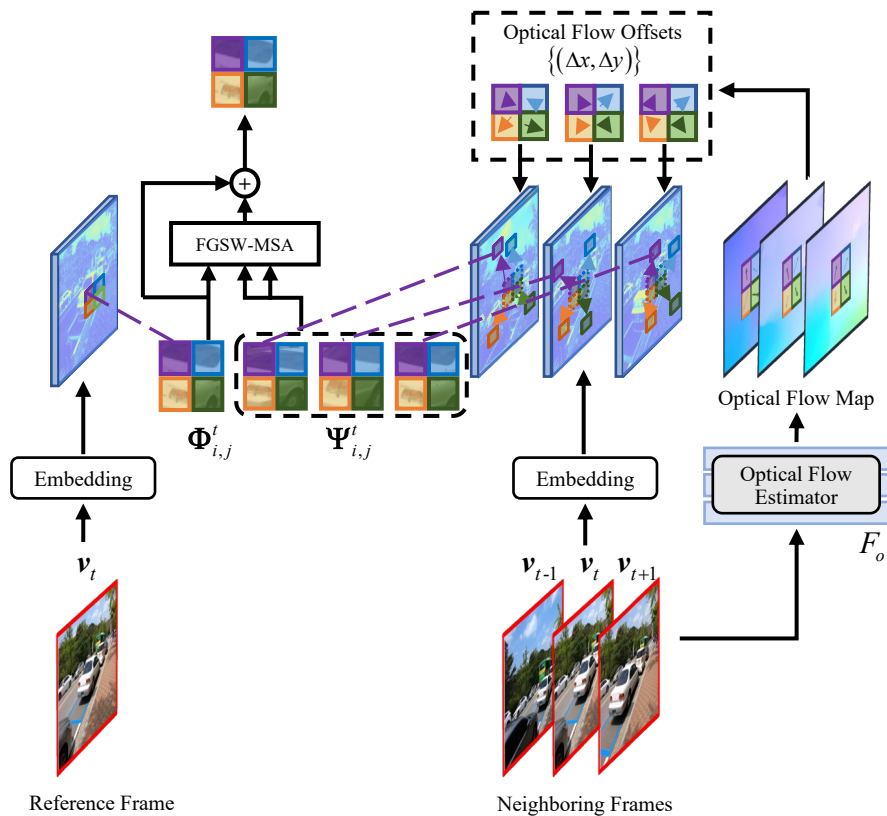 Optical Flow Offsets
{(Δx, Δy)}
+
FGSW-MSA
Φ^t_{i,j}
Ψ^t_{i,j}
Optical Flow Map
Embedding
Embedding
Optical Flow
Estimator
F_o
v_t
v_{t-1} v_t v_{t+1}
Reference Frame
Neighboring Frames